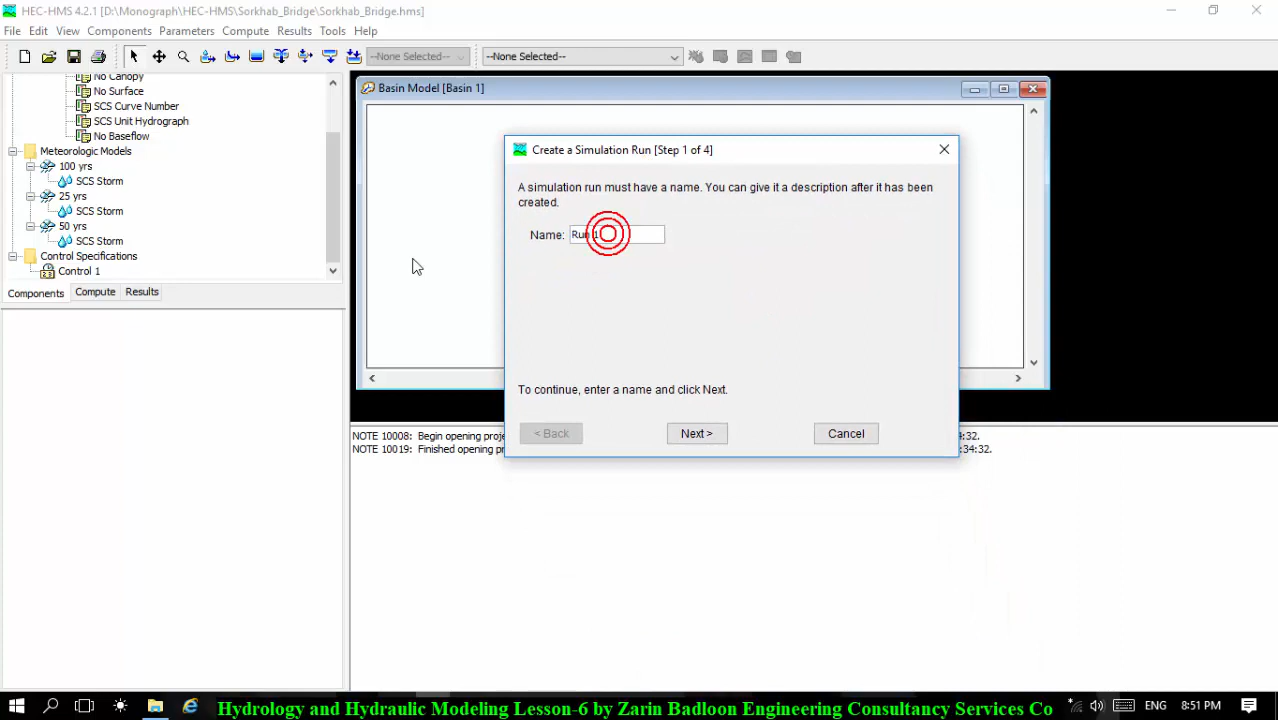 HEC-HMS 4.2.1 [D:\Monograph\HEC-HMS\Sorkhab_Bridge\Sorkhab_Bridge.hms]
File Edit View Components Parameters Compute Results Tools Help
--None Selected-- --None Selected--
No Canopy
No Surface
SCS Curve Number
SCS Unit Hydrograph
No Baseflow
Meteorologic Models
100 yrs
SCS Storm
25 yrs
SCS Storm
50 yrs
SCS Storm
Control Specifications
Control 1
Components Compute Results
Basin Model [Basin 1]
Create a Simulation Run [Step 1 of 4]
A simulation run must have a name. You can give it a description after it has been
created.
Name: Run 1
To continue, enter a name and click Next.
< Back Next > Cancel
NOTE 10008: Begin opening proje :34:32.
NOTE 10019: Finished opening pr :34:32.
ENG 8:51 PM
Hydrology and Hydraulic Modeling Lesson-6 by Zarin Badloon Engineering Consultancy Services Co